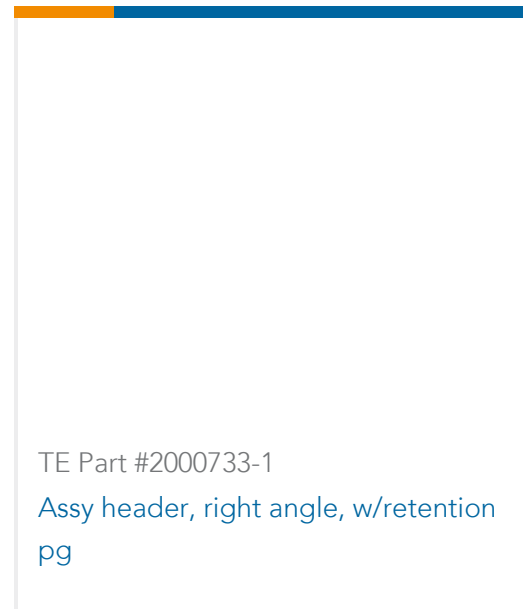 TE Part #2000733-1
Assy header, right angle, w/retention
pg